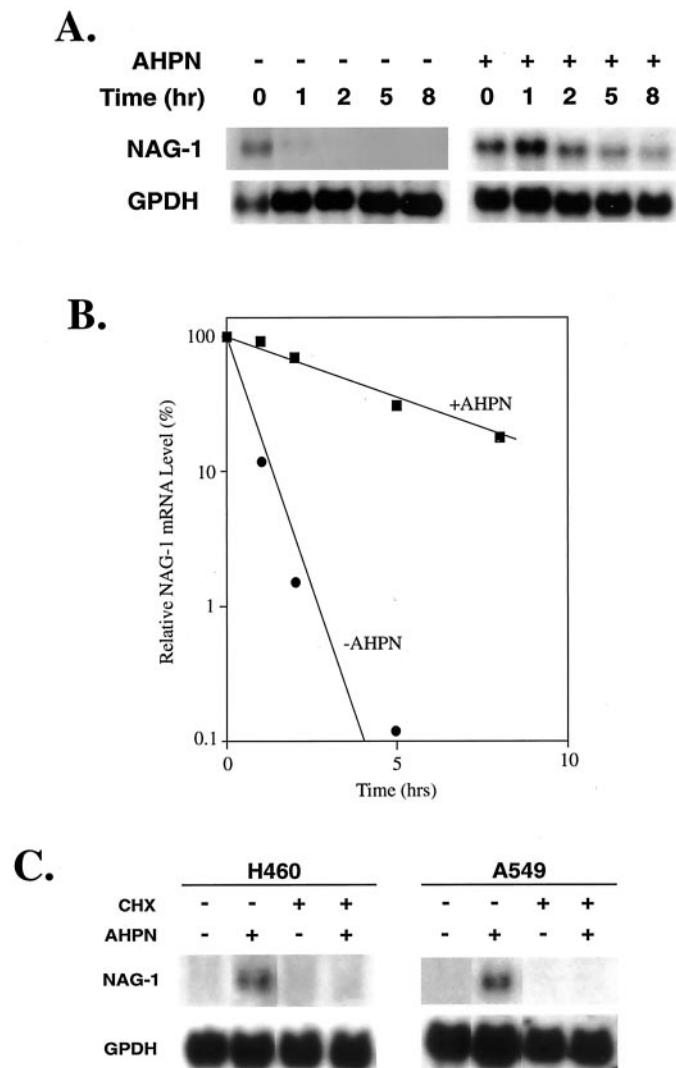 A.
AHPN - - - - - + + + + +
Time (hr) 0 1 2 5 8 0 1 2 5 8
NAG-1
GPDH
B.
Relative NAG-1 mRNA Level (%)
100
10
1
0.1
+AHPN
-AHPN
0 5 10
Time (hrs)
C.
H460 A549
CHX - - + + - - + +
AHPN - + - + - + - +
NAG-1
GPDH